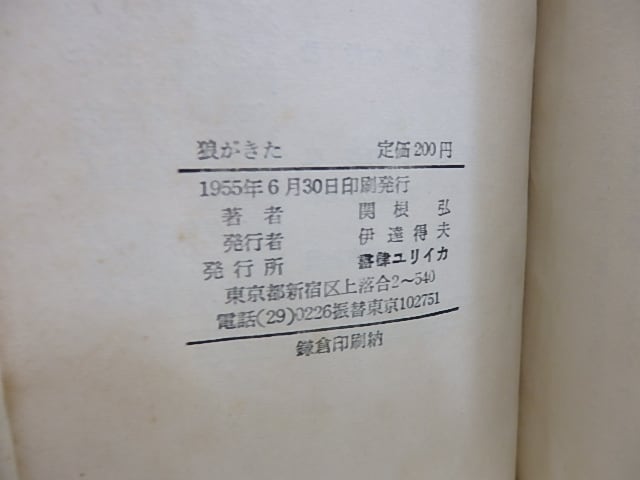 狼がきた 定価200円
1955年6月30日印刷発行
著者 関根弘
発行者 伊達得夫
発行所 書肆ユリイカ
東京都新宿区上落合2〜540
電話(29)0226振替東京102751
鎌倉印刷納